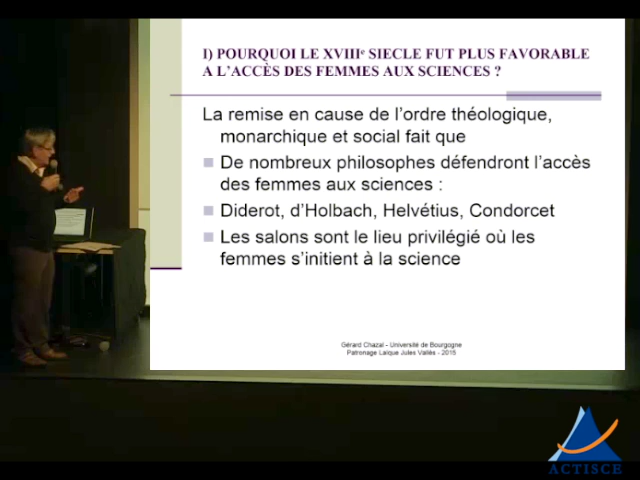 I) POURQUOI LE XVIIIe SIECLE FUT PLUS FAVORABLE
A L'ACCÈS DES FEMMES AUX SCIENCES ?
La remise en cause de l'ordre théologique,
monarchique et social fait que
De nombreux philosophes défendront l'accès
des femmes aux sciences :
Diderot, d'Holbach, Helvétius, Condorcet
Les salons sont le lieu privilégié où les
femmes s'initient à la science
Gérard Chazal - Université de Bourgogne
Patronage Laïque Jules Vallès - 2015
ACTISCE